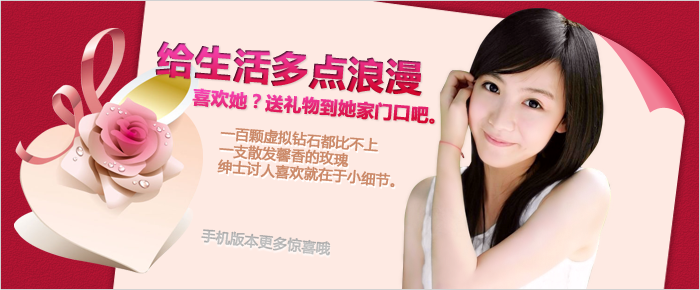 给生活多点浪漫
喜欢她？送礼物到她家门口吧。
一百颗虚拟钻石都比不上
一支散发馨香的玫瑰
绅士讨人喜欢就在于小细节。
手机版本更多惊喜哦